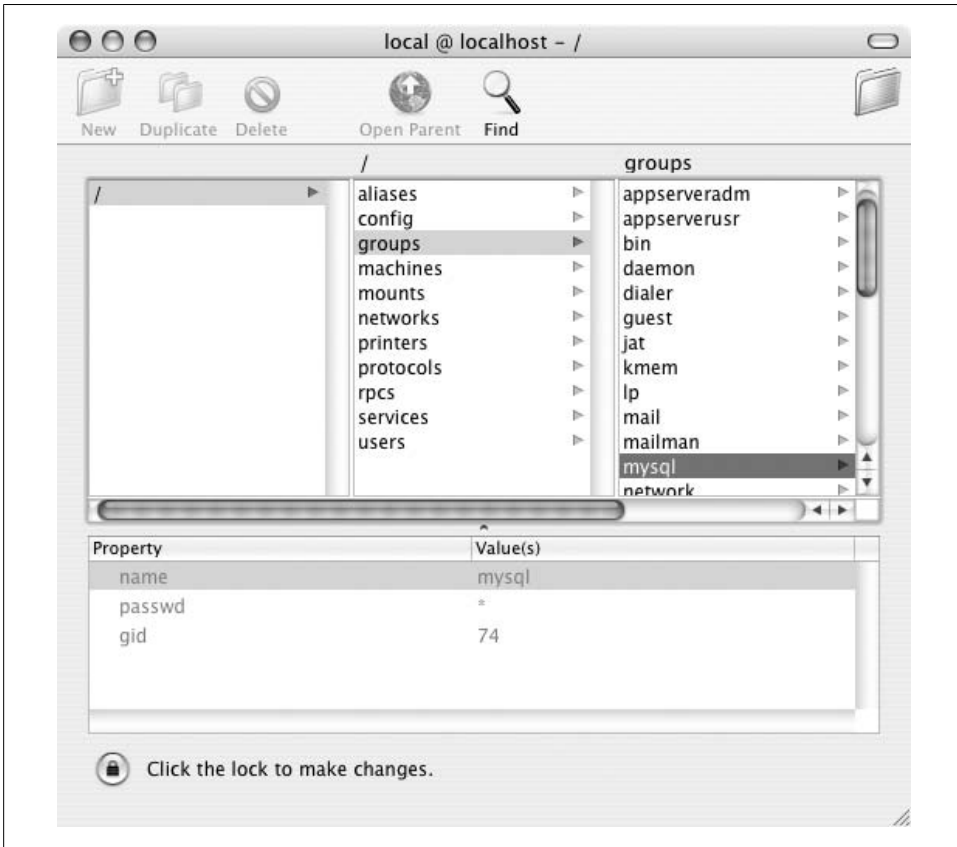 local @ localhost – /
New Duplicate Delete Open Parent Find
/ groups
/ aliases appserveradm
config appserverusr
groups bin
machines daemon
mounts dialer
networks guest
printers jat
protocols kmem
rpcs lp
services mail
users mailman
mysql
network
Property Value(s)
name mysql
passwd *
gid 74
Click the lock to make changes.